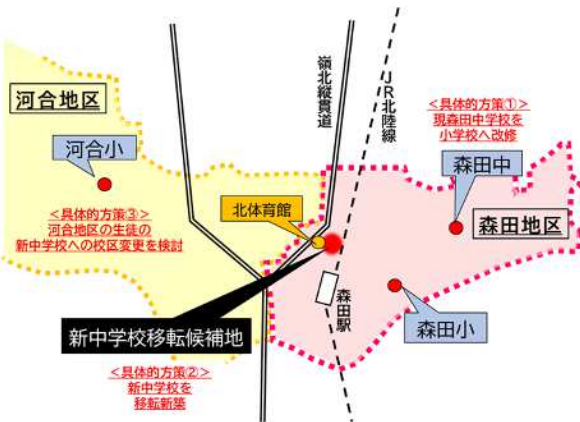 河合地区
河合小
<具体的方策③>
河合地区の生徒の
新中学校への校区変更を検討
嶺北縦貫道
JR北陸線
<具体的方策①>
現森田中学校を
小学校へ改修
森田中
森田地区
北体育館
森田駅
森田小
新中学校移転候補地
<具体的方策②>
新中学校を
移転新築